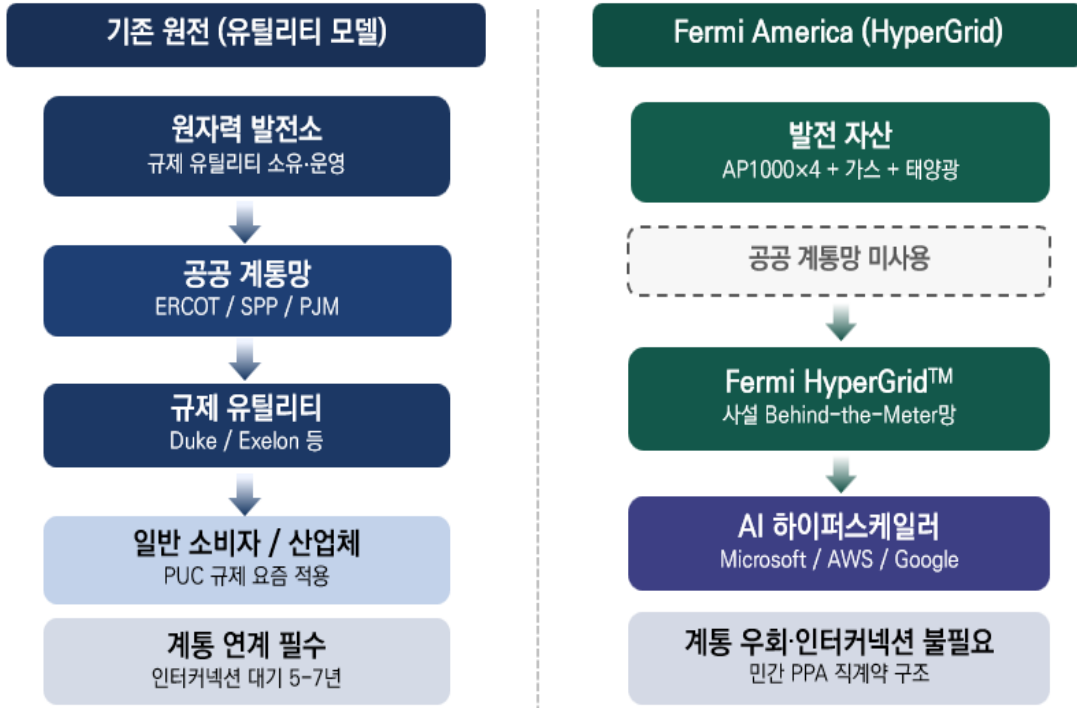 기존 원전 (유틸리티 모델)
원자력 발전소
규제 유틸리티 소유·운영
공공 계통망
ERCOT / SPP / PJM
규제 유틸리티
Duke / Exelon 등
일반 소비자 / 산업체
PUC 규제 요즘 적용
계통 연계 필수
인터커넥션 대기 5-7년
Fermi America (HyperGrid)
발전 자산
AP1000×4 + 가스 + 태양광
공공 계통망 미사용
Fermi HyperGrid™
사설 Behind-the-Meter망
AI 하이퍼스케일러
Microsoft / AWS / Google
계통 우회·인터커넥션 불필요
민간 PPA 직계약 구조